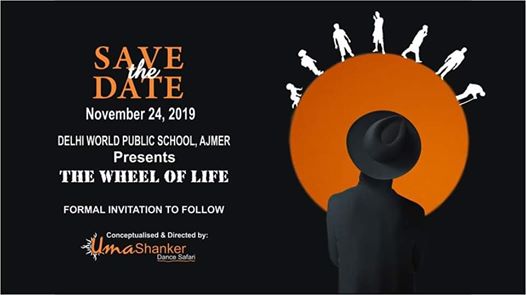 SAVE
the
DATE
November 24, 2019
DELHI WORLD PUBLIC SCHOOL, AJMER
Presents
THE WHEEL OF LIFE
FORMAL INVITATION TO FOLLOW
Conceptualised & Directed by:
UmaShanker
Dance Safari